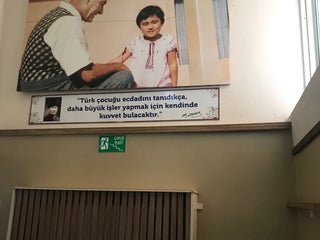 "Türk çocuğu ecdadını tanıdıkça,
daha büyük işler yapmak için kendinde
kuvvet bulacaktır."
ÇIKIŞ
EXIT